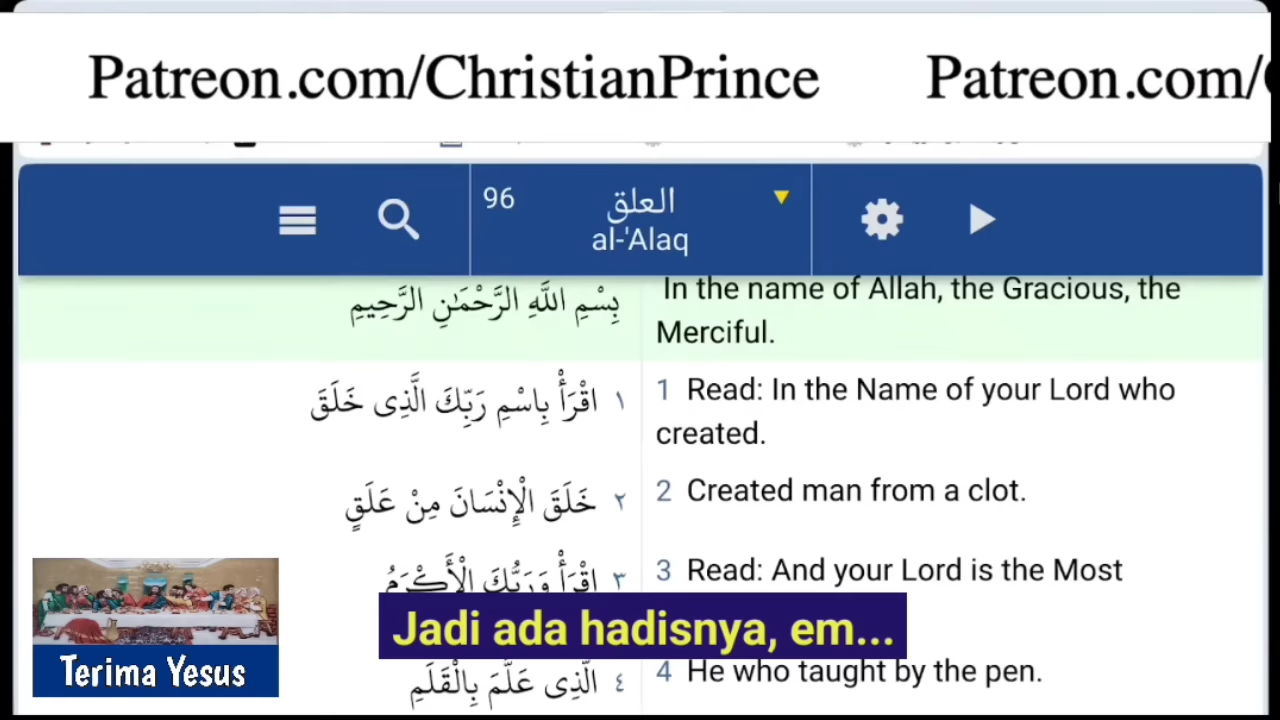 Patreon.com/ChristianPrince Patreon.com/
96
العلق
al-'Alaq
بِسْمِ اللَّهِ الرَّحْمَٰنِ الرَّحِيمِ
In the name of Allah, the Gracious, the
Merciful.
١ اقْرَأْ بِاسْمِ رَبِّكَ الَّذِى خَلَقَ
1 Read: In the Name of your Lord who
created.
٢ خَلَقَ الْإِنْسَانَ مِنْ عَلَقٍ
2 Created man from a clot.
٣ اقْرَأْ وَرَبُّكَ الْأَكْرَمُ
3 Read: And your Lord is the Most
Jadi ada hadisnya, em...
٤ الَّذِى عَلَّمَ بِالْقَلَمِ
4 He who taught by the pen.
Terima Yesus